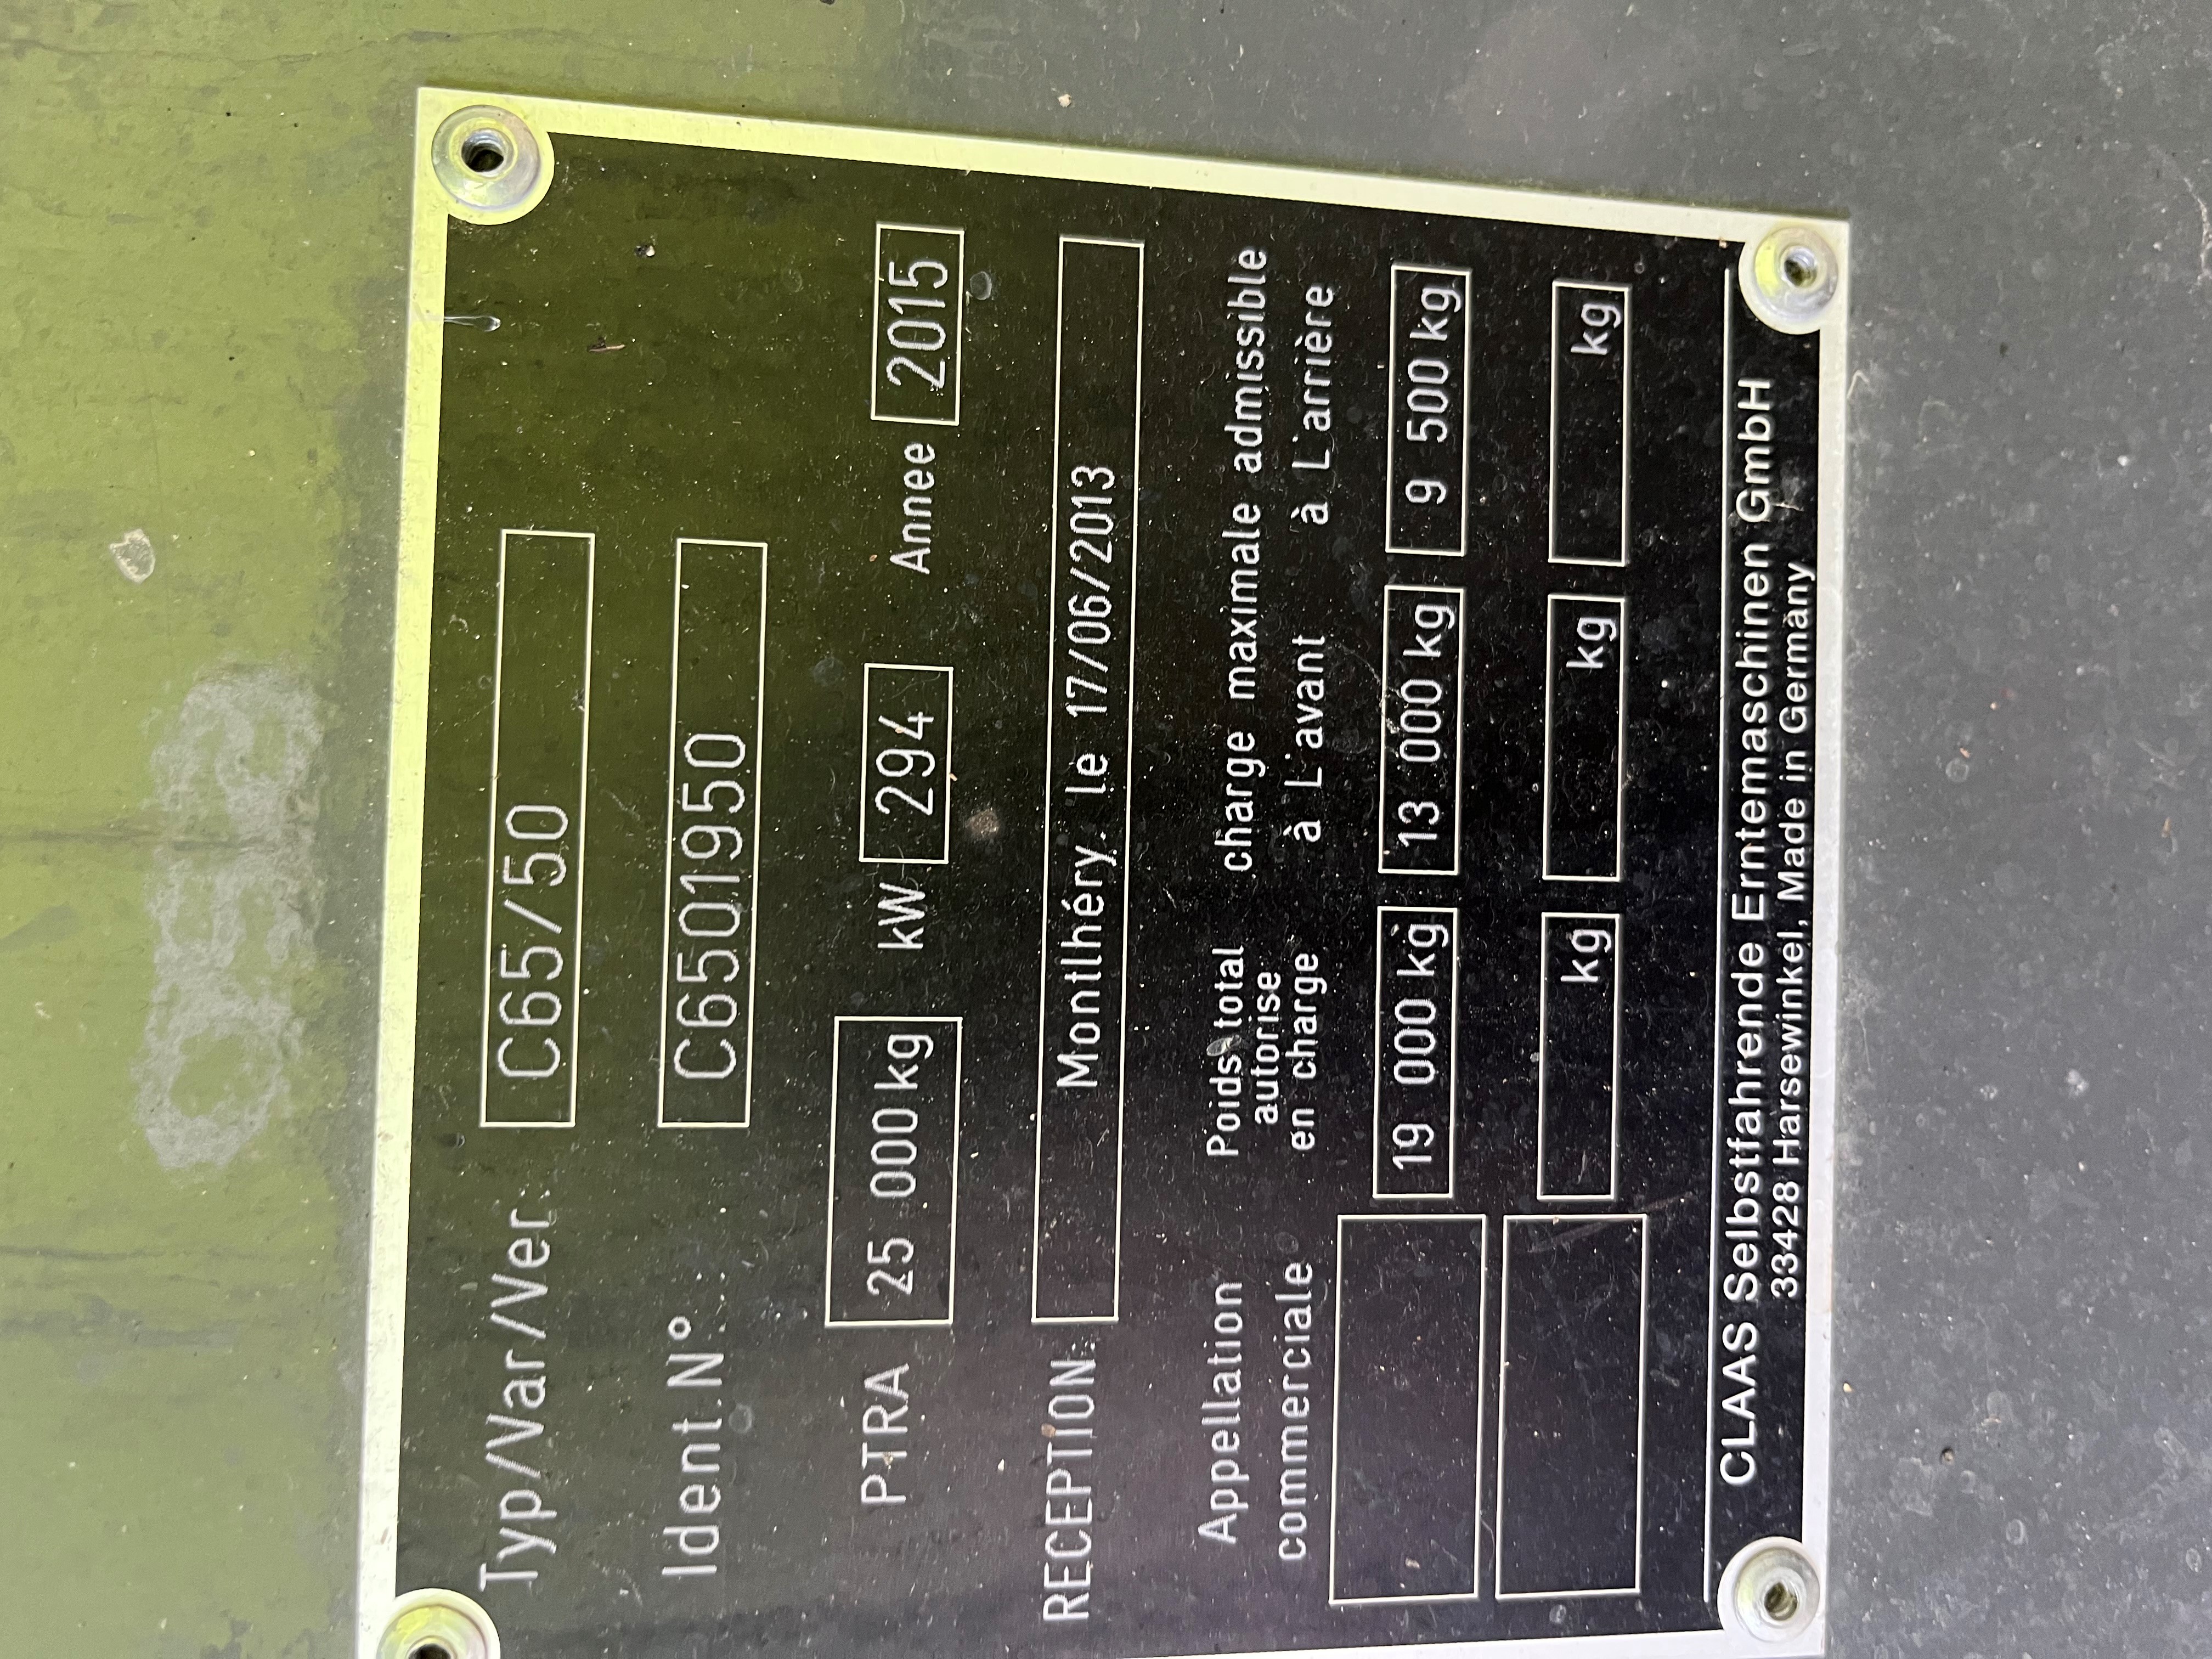 Typ/Var/Ver.: C65/50
Ident.N°.: C6501950
PTRA 25 000 kg kW 294 Annee 2015
RECEPTION: Montlhéry. le 17/06/2013
Appellation commerciale
Poids total autorise en charge
charge maximale admissible
à L'avant à L'arrière
19 000 kg 13 000 kg 9 500 kg
kg kg kg
CLAAS Selbstfahrende Erntemaschinen GmbH
33428 Harsewinkel, Made in Germany